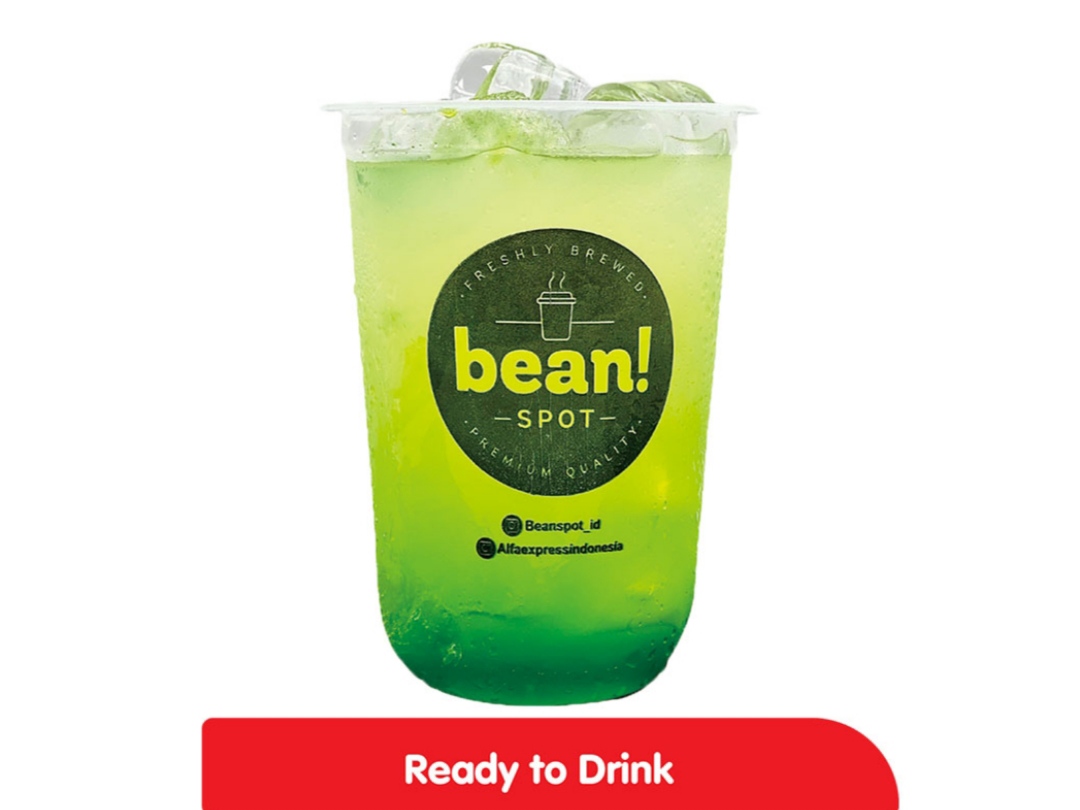 FRESHLY BREWED
bean!
SPOT
PREMIUM QUALITY
Beanspot_id
Alfaexpressindonesia
Ready to Drink